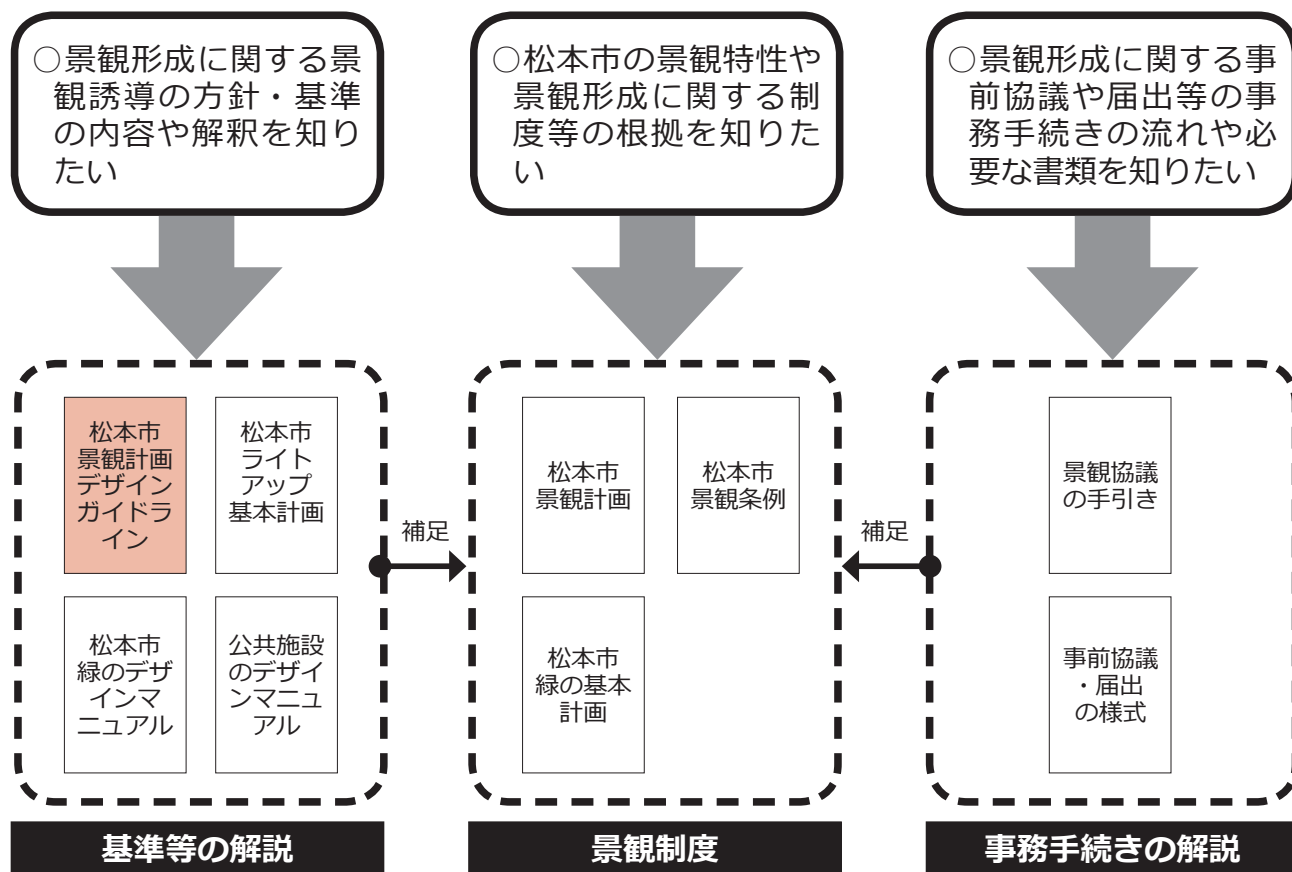 ○景観形成に関する景
観誘導の方針・基準
の内容や解釈を知り
たい
○松本市の景観特性や
景観形成に関する制
度等の根拠を知りた
い
○景観形成に関する事
前協議や届出等の事
務手続きの流れや必
要な書類を知りたい
松本市
景観計画
デザイン
ガイドラ
イン
松本市
ライト
アップ
基本計画
松本市
緑のデザ
インマ
ニュアル
公共施設
のデザイ
ンマニュ
アル
補足
松本市
景観計画
松本市
景観条例
松本市
緑の基本
計画
補足
景観協議
の手引き
事前協議
・届出
の様式
基準等の解説
景観制度
事務手続きの解説